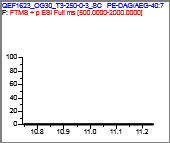 QEF1623_OG30_T3-250-0-3_SC PE-DAG/AEG-40:7
F: FTMS + p ESI Full ms [500.0000-2000.0000]
100
80
60
40
20
0
10.8 10.9 11.0 11.1 11.2